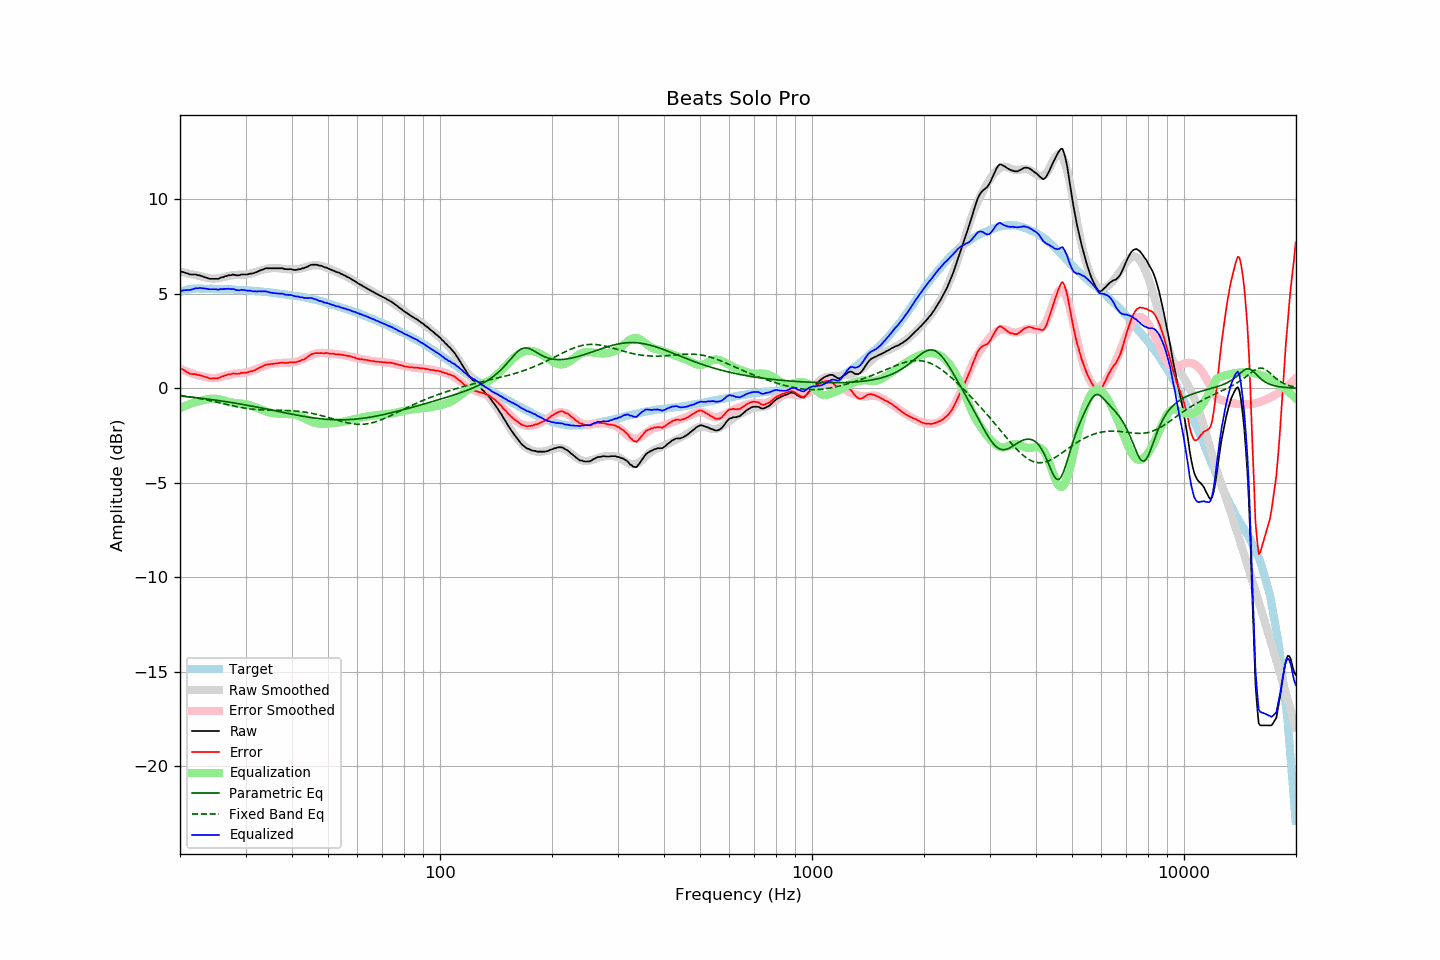 Beats Solo Pro
10
5
0
−5
−10
−15
−20
Amplitude (dBr)
Target
Raw Smoothed
Error Smoothed
Raw
Error
Equalization
Parametric Eq
Fixed Band Eq
Equalized
100
1000
10000
Frequency (Hz)